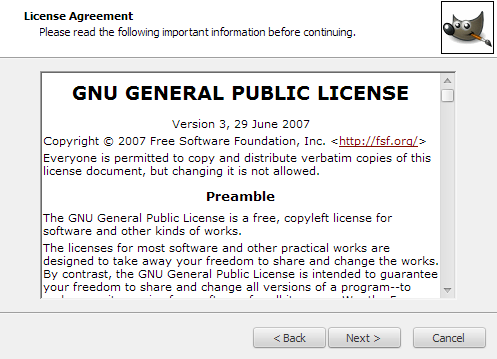 License Agreement
Please read the following important information before continuing.
GNU GENERAL PUBLIC LICENSE
Version 3, 29 June 2007
Copyright © 2007 Free Software Foundation, Inc. <http://fsf.org/>
Everyone is permitted to copy and distribute verbatim copies of this
license document, but changing it is not allowed.
Preamble
The GNU General Public License is a free, copyleft license for
software and other kinds of works.
The licenses for most software and other practical works are
designed to take away your freedom to share and change the works.
By contrast, the GNU General Public License is intended to guarantee
your freedom to share and change all versions of a program--to
< Back
Next >
Cancel